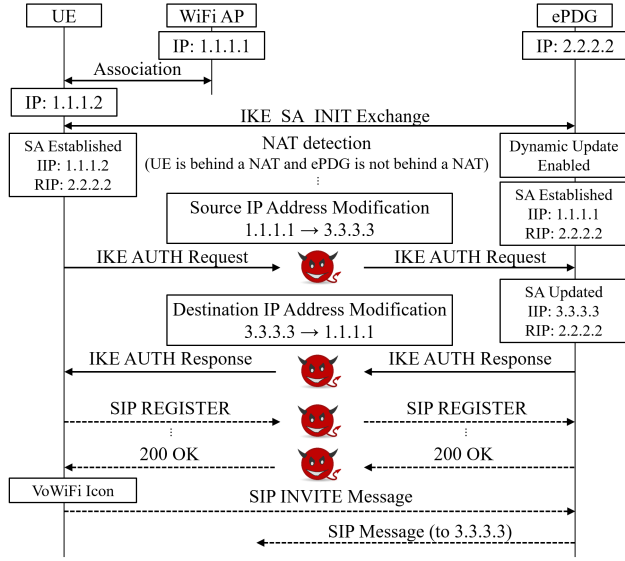 UE
WiFi AP
ePDG
IP: 1.1.1.1
IP: 2.2.2.2
Association
IP: 1.1.1.2
IKE SA INIT Exchange
SA Established
IIP: 1.1.1.2
RIP: 2.2.2.2
NAT detection
(UE is behind a NAT and ePDG is not behind a NAT)
Dynamic Update
Enabled
SA Established
IIP: 1.1.1.1
RIP: 2.2.2.2
Source IP Address Modification
1.1.1.1 → 3.3.3.3
IKE AUTH Request
IKE AUTH Request
SA Updated
IIP: 3.3.3.3
RIP: 2.2.2.2
Destination IP Address Modification
3.3.3.3 → 1.1.1.1
IKE AUTH Response
IKE AUTH Response
SIP REGISTER
SIP REGISTER
200 OK
200 OK
VoWiFi Icon
SIP INVITE Message
SIP Message (to 3.3.3.3)